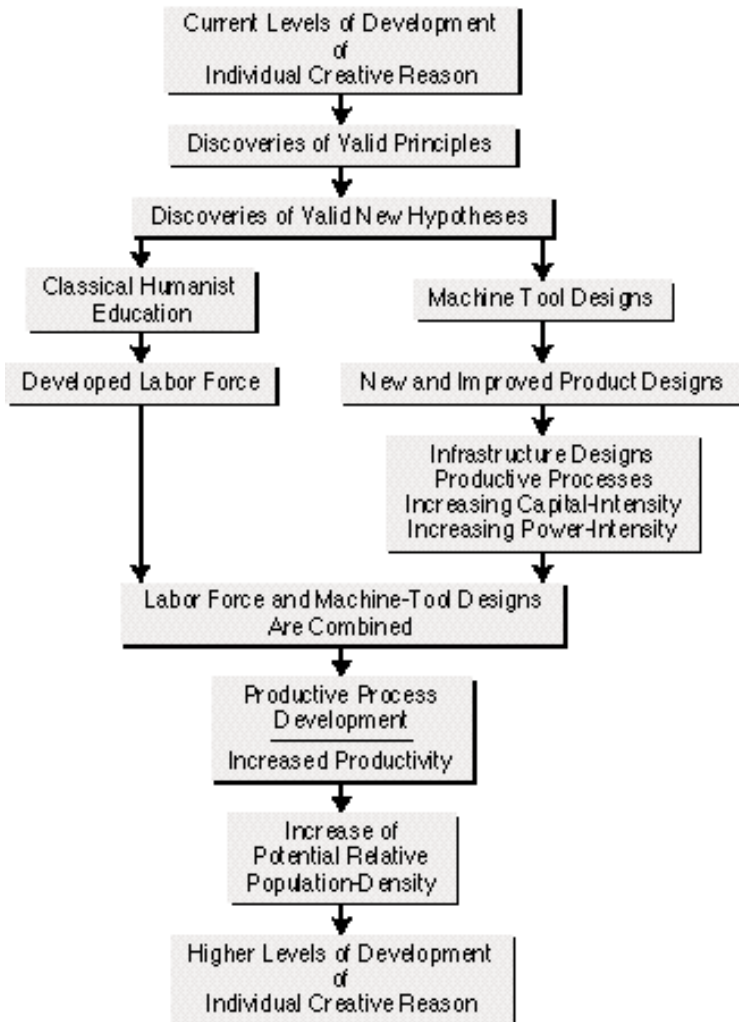 Current Levels of Development
of
Individual Creative Reason
Discoveries of Valid Principles
Discoveries of Valid New Hypotheses
Classical Humanist
Education
Machine Tool Designs
Developed Labor Force
New and Improved Product Designs
Infrastructure Designs
Productive Processes
Increasing Capital-Intensity
Increasing Power-Intensity
Labor Force and Machine-Tool Designs
Are Combined
Productive Process
Development
Increased Productivity
Increase of
Potential Relative
Population-Density
Higher Levels of Development
of
Individual Creative Reason